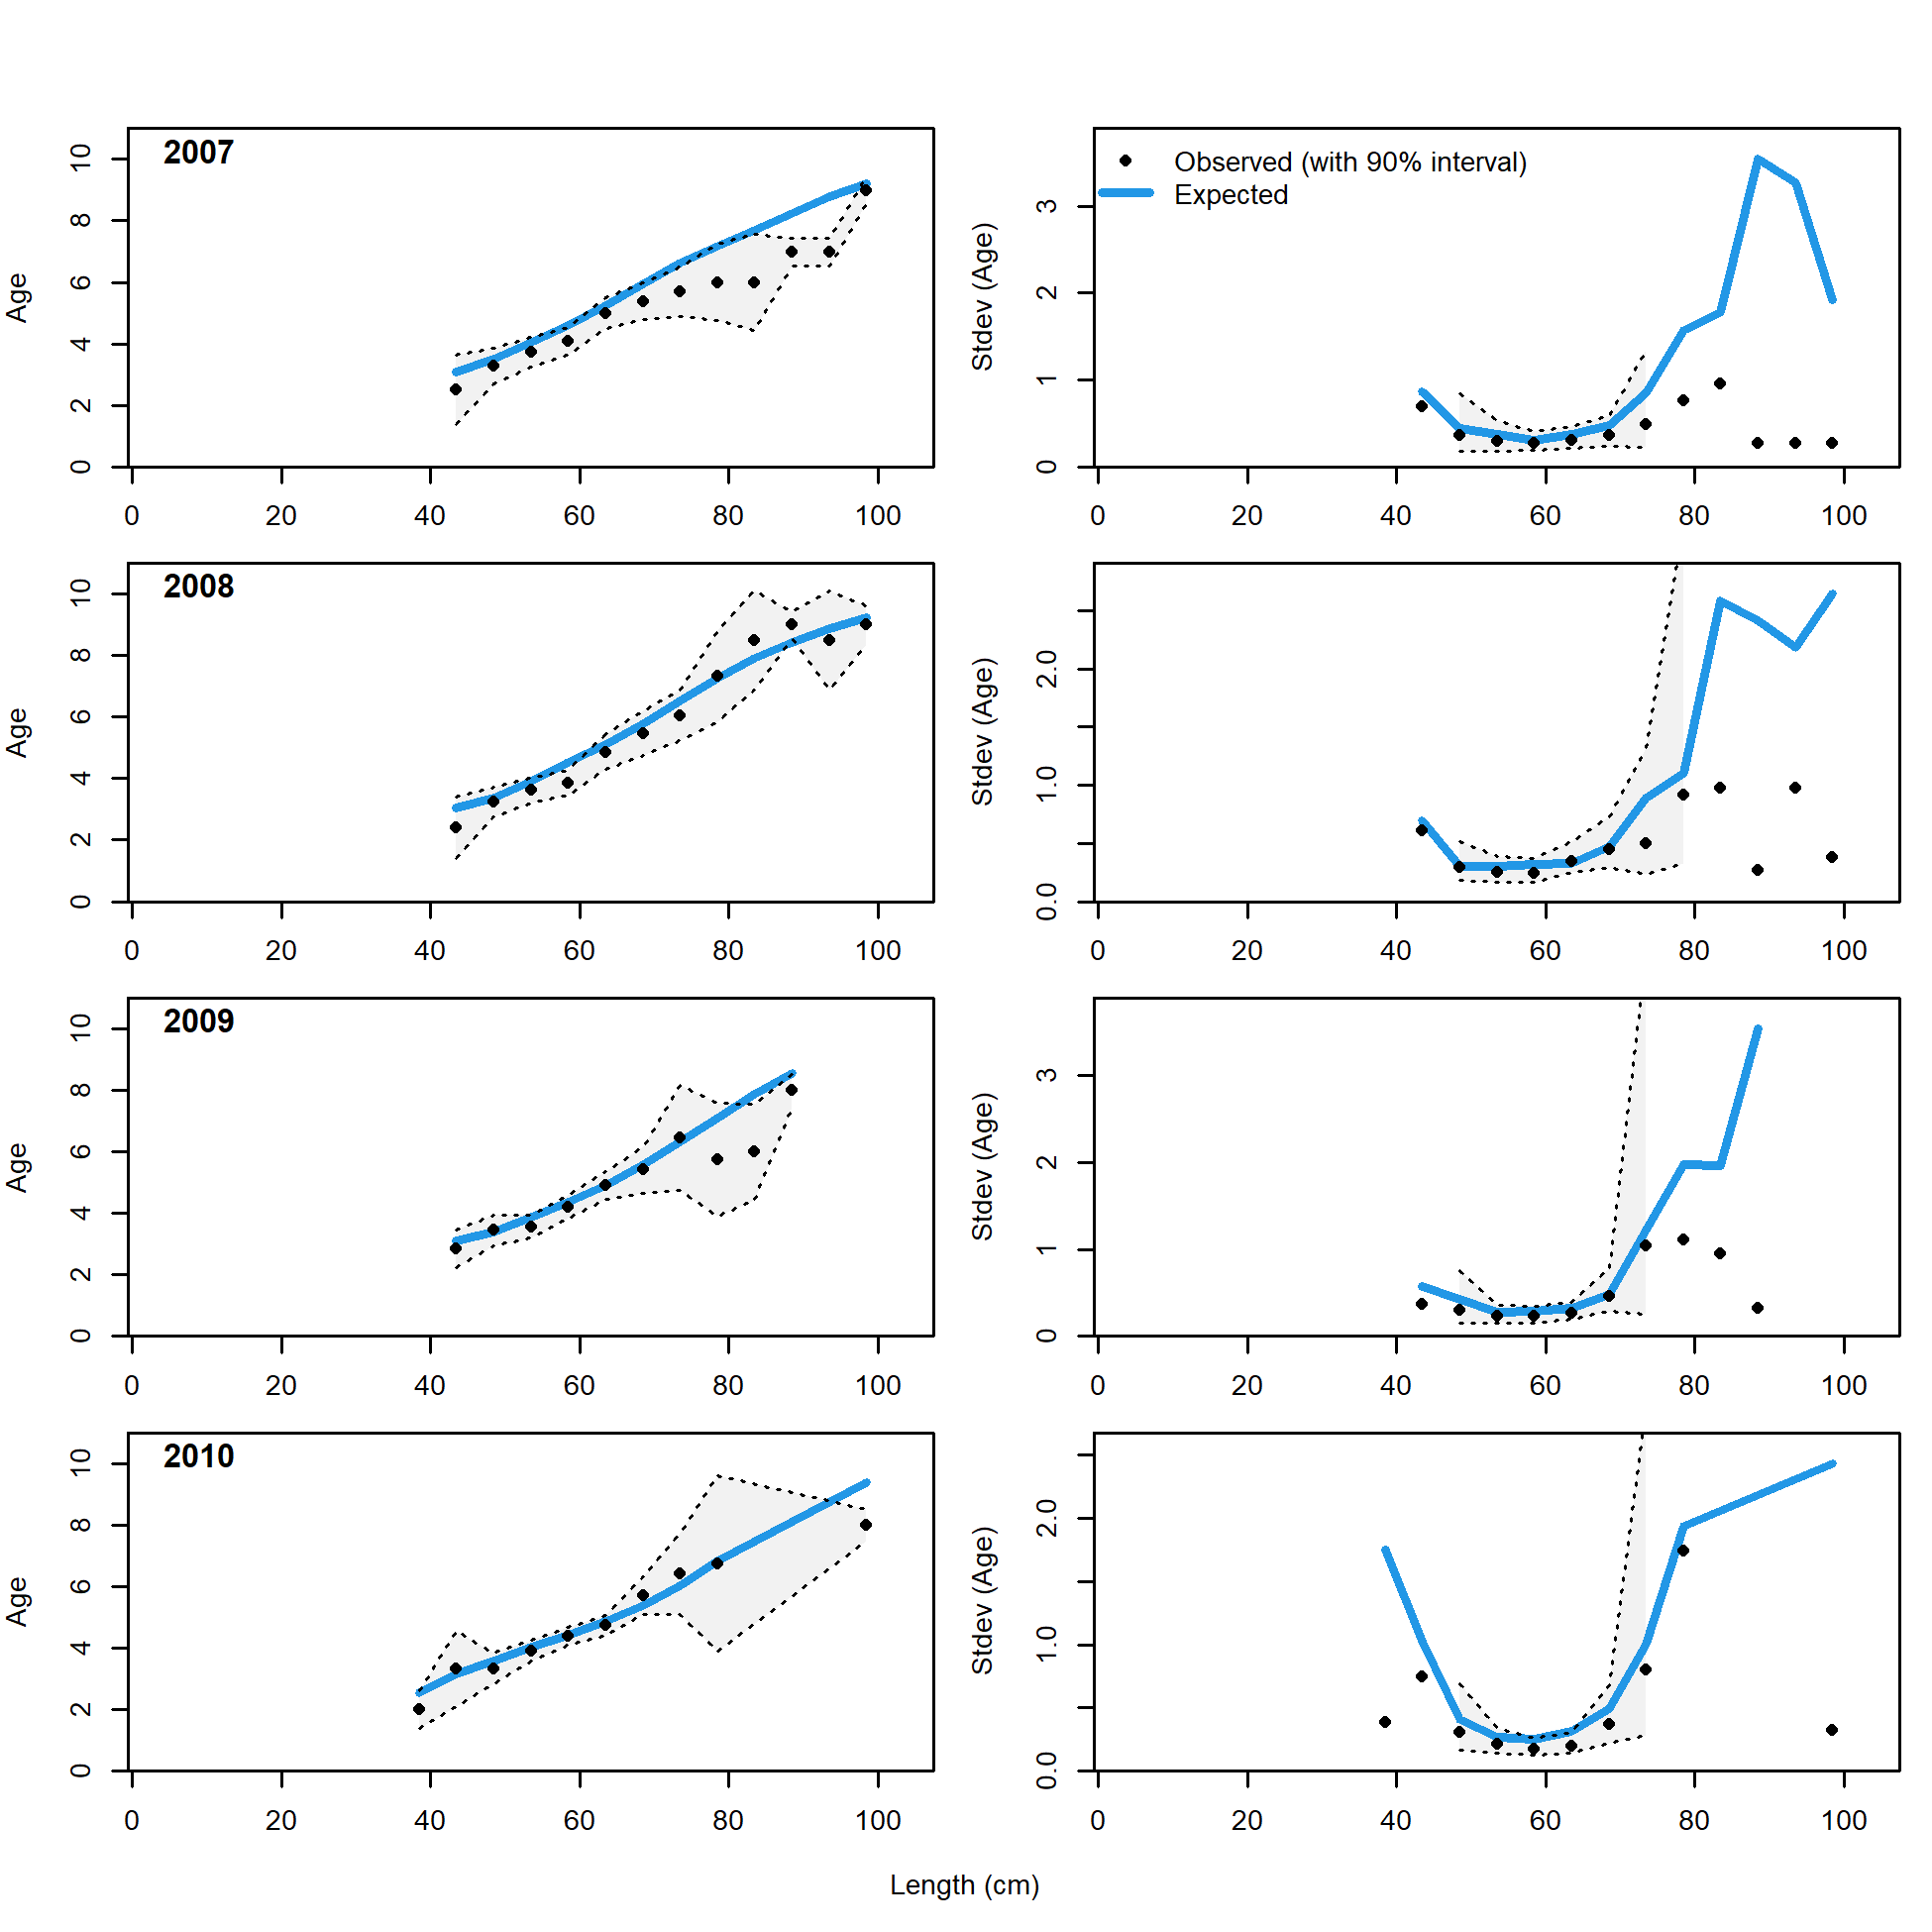 2007
Age
0 2 4 6 8 10
0 20 40 60 80 100
Observed (with 90% interval)
Expected
Stdev (Age)
0 1 2 3
0 20 40 60 80 100
2008
Age
0 2 4 6 8 10
0 20 40 60 80 100
Stdev (Age)
0.0 1.0 2.0
0 20 40 60 80 100
2009
Age
0 2 4 6 8 10
0 20 40 60 80 100
Stdev (Age)
0 1 2 3
0 20 40 60 80 100
2010
Age
0 2 4 6 8 10
0 20 40 60 80 100
Stdev (Age)
0.0 1.0 2.0
0 20 40 60 80 100
Length (cm)